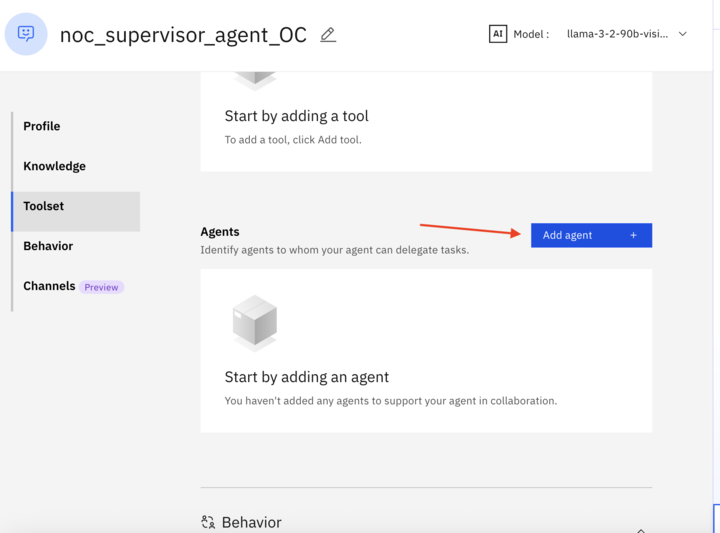 noc_supervisor_agent_OC
AI Model : llama-3-2-90b-visi...
Profile
Knowledge
Toolset
Behavior
Channels Preview
Start by adding a tool
To add a tool, click Add tool.
Agents
Identify agents to whom your agent can delegate tasks.
Add agent +
Start by adding an agent
You haven't added any agents to support your agent in collaboration.
Behavior